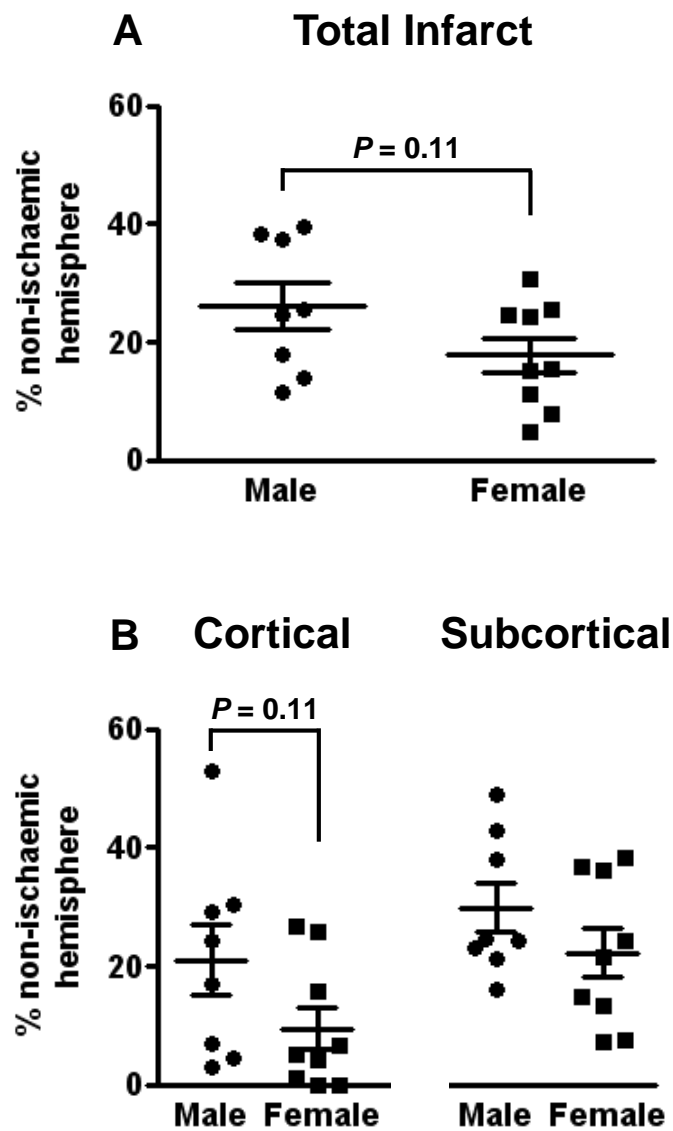 A Total Infarct
60
P = 0.11
40
20
0
% non-ischaemic
hemisphere
Male Female
B Cortical Subcortical
P = 0.11
60
40
20
0
% non-ischaemic
hemisphere
Male Female Male Female